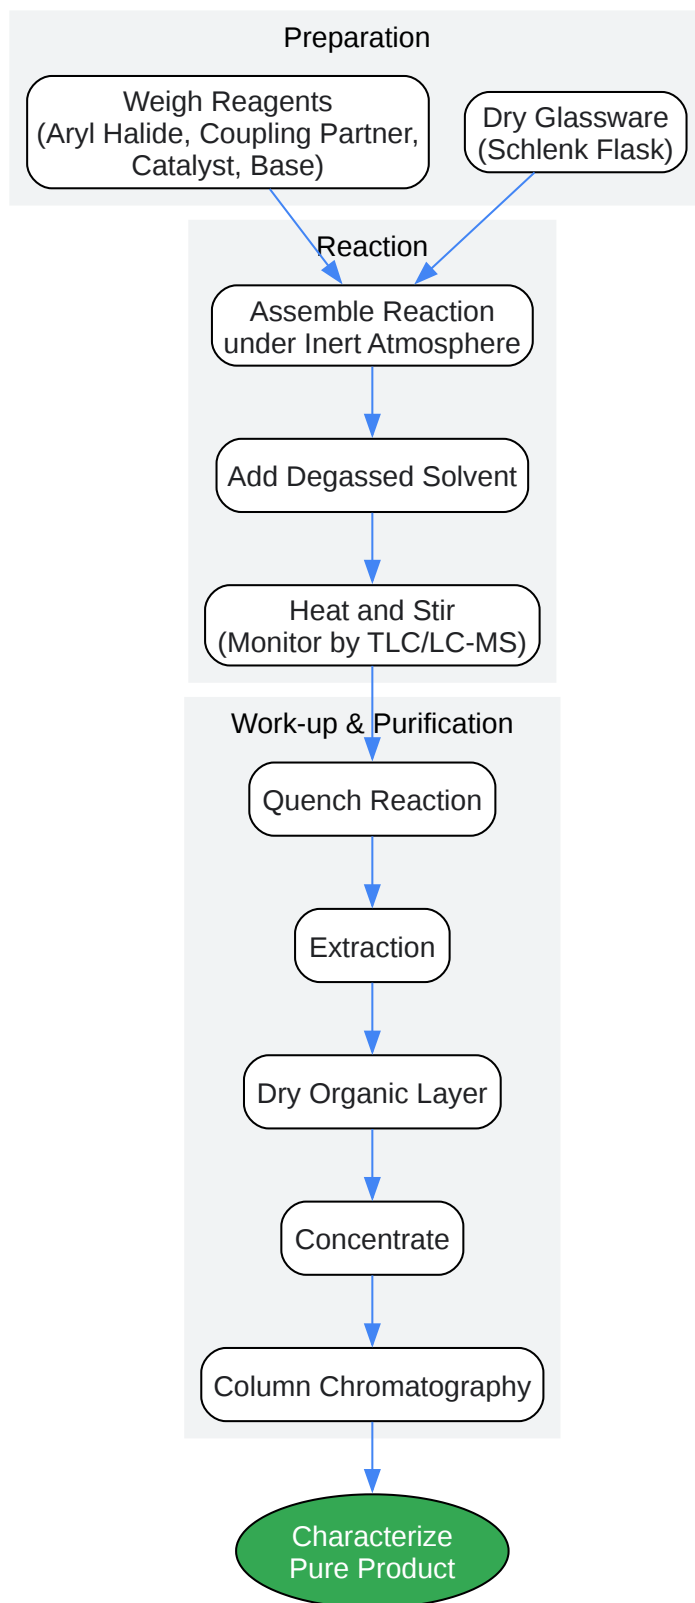 Preparation
Weigh Reagents
(Aryl Halide, Coupling Partner,
Catalyst, Base)
Dry Glassware
(Schlenk Flask)
Reaction
Assemble Reaction
under Inert Atmosphere
Add Degassed Solvent
Heat and Stir
(Monitor by TLC/LC-MS)
Work-up & Purification
Quench Reaction
Extraction
Dry Organic Layer
Concentrate
Column Chromatography
Characterize
Pure Product